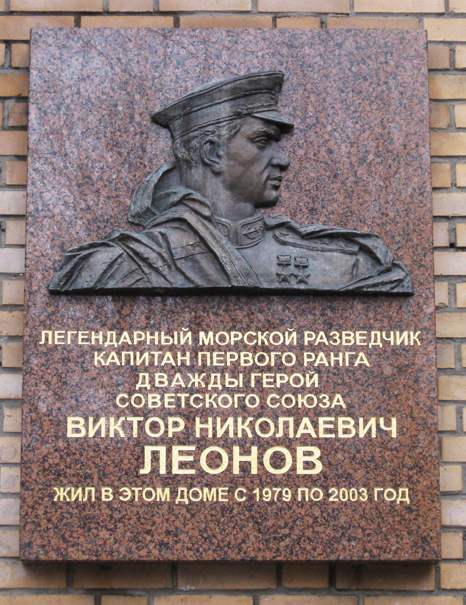 ЛЕГЕНДАРНЫЙ МОРСКОЙ РАЗВЕДЧИК
КАПИТАН ПЕРВОГО РАНГА
ДВАЖДЫ ГЕРОЙ
СОВЕТСКОГО СОЮЗА
ВИКТОР НИКОЛАЕВИЧ
ЛЕОНОВ
ЖИЛ В ЭТОМ ДОМЕ С 1979 ПО 2003 ГОД